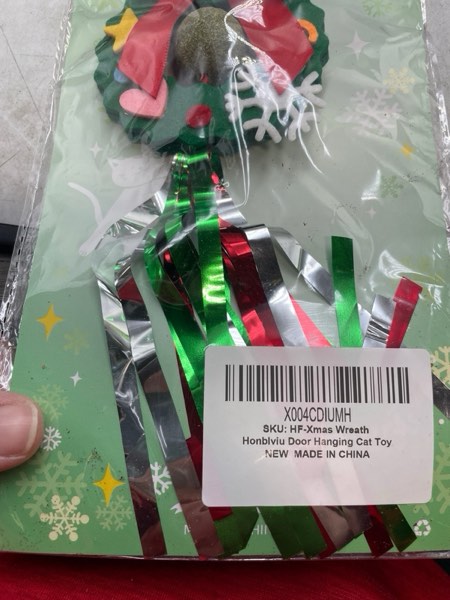 X004CDIUMH
SKU: HF-Xmas Wreath
Honblviu Door Hanging Cat Toy
NEW MADE IN CHINA